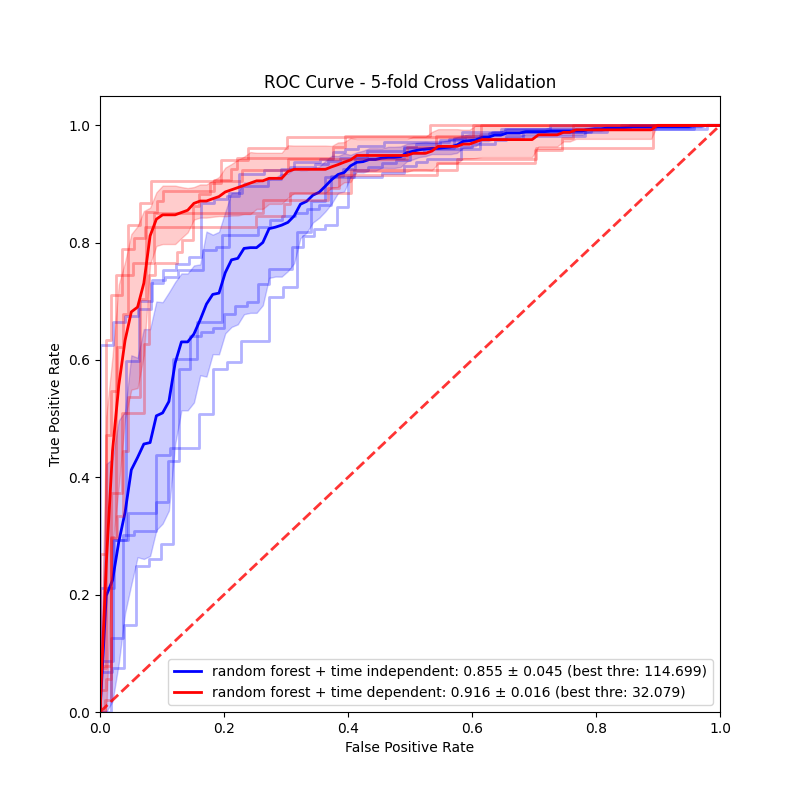 ROC Curve - 5-fold Cross Validation
True Positive Rate
1.0
0.8
0.6
0.4
0.2
0.0
random forest + time independent: 0.855 ± 0.045 (best thre: 114.699)
random forest + time dependent: 0.916 ± 0.016 (best thre: 32.079)
0.0 0.2 0.4 0.6 0.8 1.0
False Positive Rate